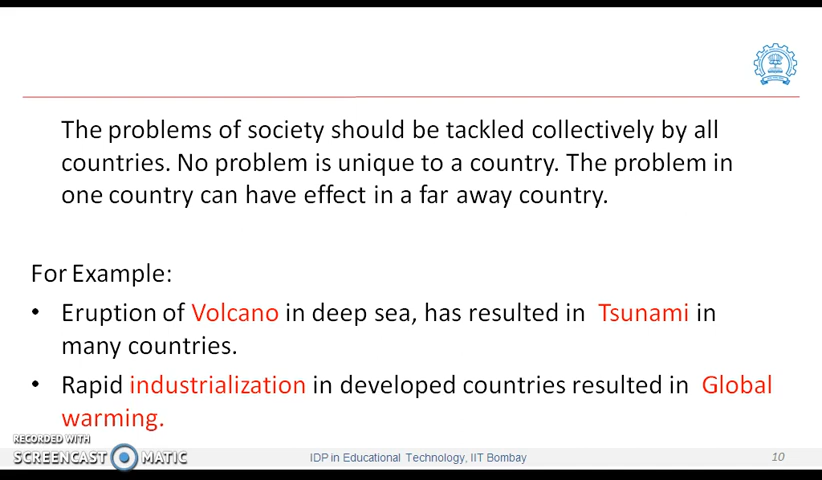 The problems of society should be tackled collectively by all
countries. No problem is unique to a country. The problem in
one country can have effect in a far away country.
For Example:
• Eruption of Volcano in deep sea, has resulted in Tsunami in
many countries.
• Rapid industrialization in developed countries resulted in Global
warming.
RECORDED WITH
SCREENCAST MATIC
IDP in Educational Technology, IIT Bombay
10